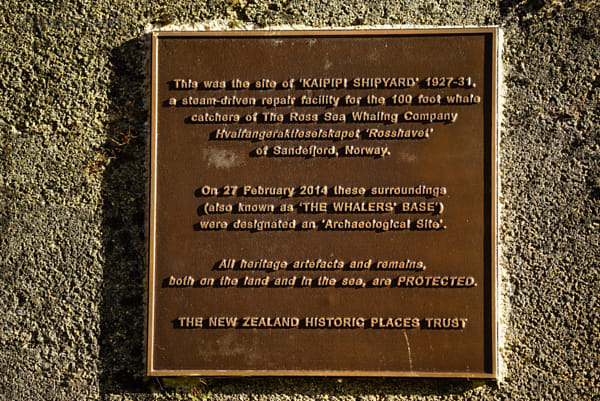 This was the site of 'KAIPIPI SHIPYARD' 1927-31,
a steam-driven repair facility for the 100 foot whale
catchers of The Ross Sea Whaling Company
Hvalfangeraktieselskapet 'Rosshavet'
of Sandefjord, Norway.
On 27 February 2014 these surroundings
(also known as 'THE WHALERS' BASE')
were designated an 'Archaeological Site'.
All heritage artefacts and remains,
both on the land and in the sea, are PROTECTED.
THE NEW ZEALAND HISTORIC PLACES TRUST